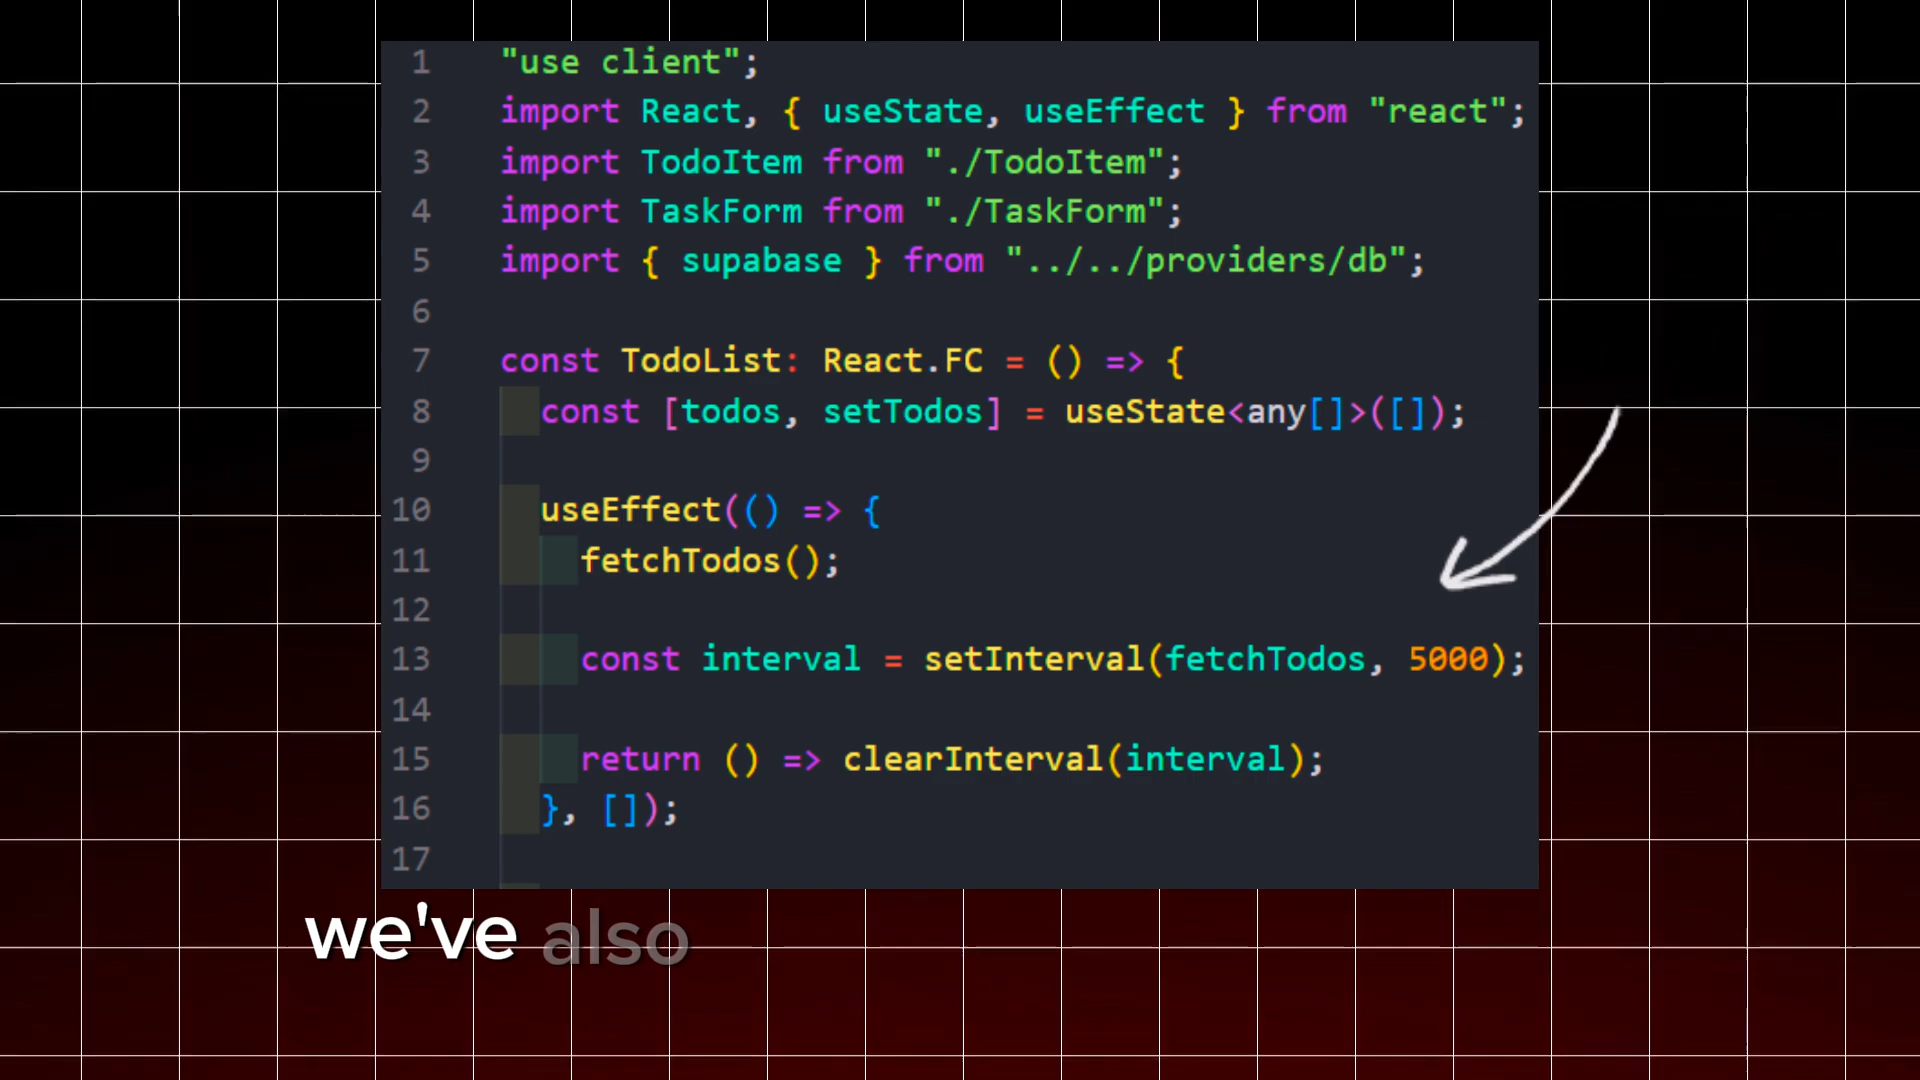 1 "use client";
2 import React, { useState, useEffect } from "react";
3 import TodoItem from "./TodoItem";
4 import TaskForm from "./TaskForm";
5 import { supabase } from "../../providers/db";
6
7 const TodoList: React.FC = () => {
8 const [todos, setTodos] = useState<any[]>([]);
9
10 useEffect(() => {
11 fetchTodos();
12
13 const interval = setInterval(fetchTodos, 5000);
14
15 return () => clearInterval(interval);
16 }, []);
17
we've also